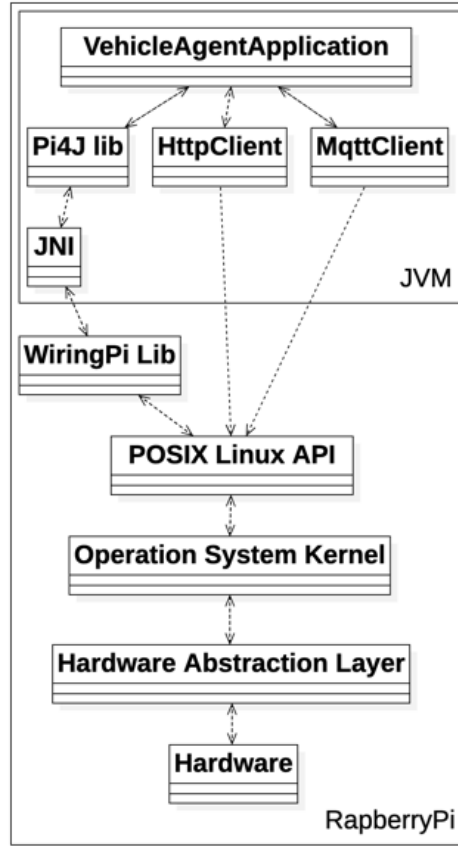 VehicleAgentApplication
Pi4J lib
HttpClient
MqttClient
JNI
JVM
WiringPi Lib
POSIX Linux API
Operation System Kernel
Hardware Abstraction Layer
Hardware
RapberryPi